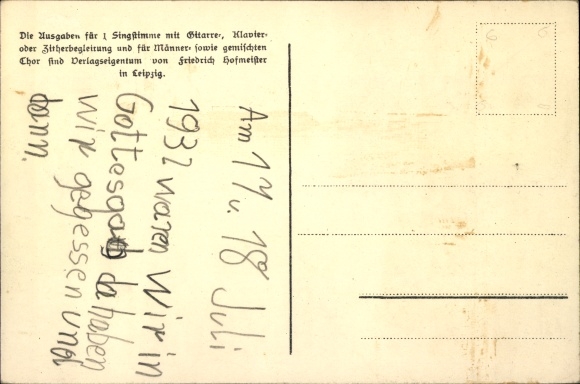 Die Ausgaben für 1 Singstimme mit Gitarre-, Klavier-
oder Zitherbegleitung und für Männer- sowie gemischten
Chor sind Verlagseigentum von Friedrich Hofmeister
in Leipzig.
Am 17 u. 18 Juli
1932 waren wir in
Gottesgab da haben
wir gegessen und
dann.